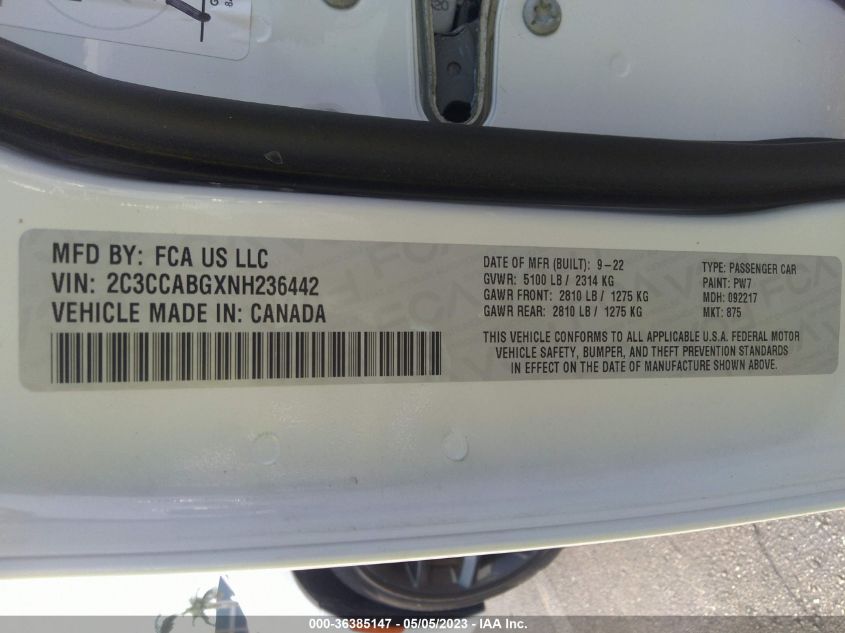 MFD BY: FCA US LLC
VIN: 2C3CCABGXNH236442
VEHICLE MADE IN: CANADA
DATE OF MFR (BUILT): 9-22
GVWR: 5100 LB / 2314 KG
GAWR FRONT: 2810 LB / 1275 KG
GAWR REAR: 2810 LB / 1275 KG
TYPE: PASSENGER CAR
PAINT: PW7
MDH: 092217
MKT: 875
THIS VEHICLE CONFORMS TO ALL APPLICABLE U.S.A. FEDERAL MOTOR
VEHICLE SAFETY, BUMPER, AND THEFT PREVENTION STANDARDS
IN EFFECT ON THE DATE OF MANUFACTURE SHOWN ABOVE.
000-36385147 - 05/05/2023 - © IAA Inc.